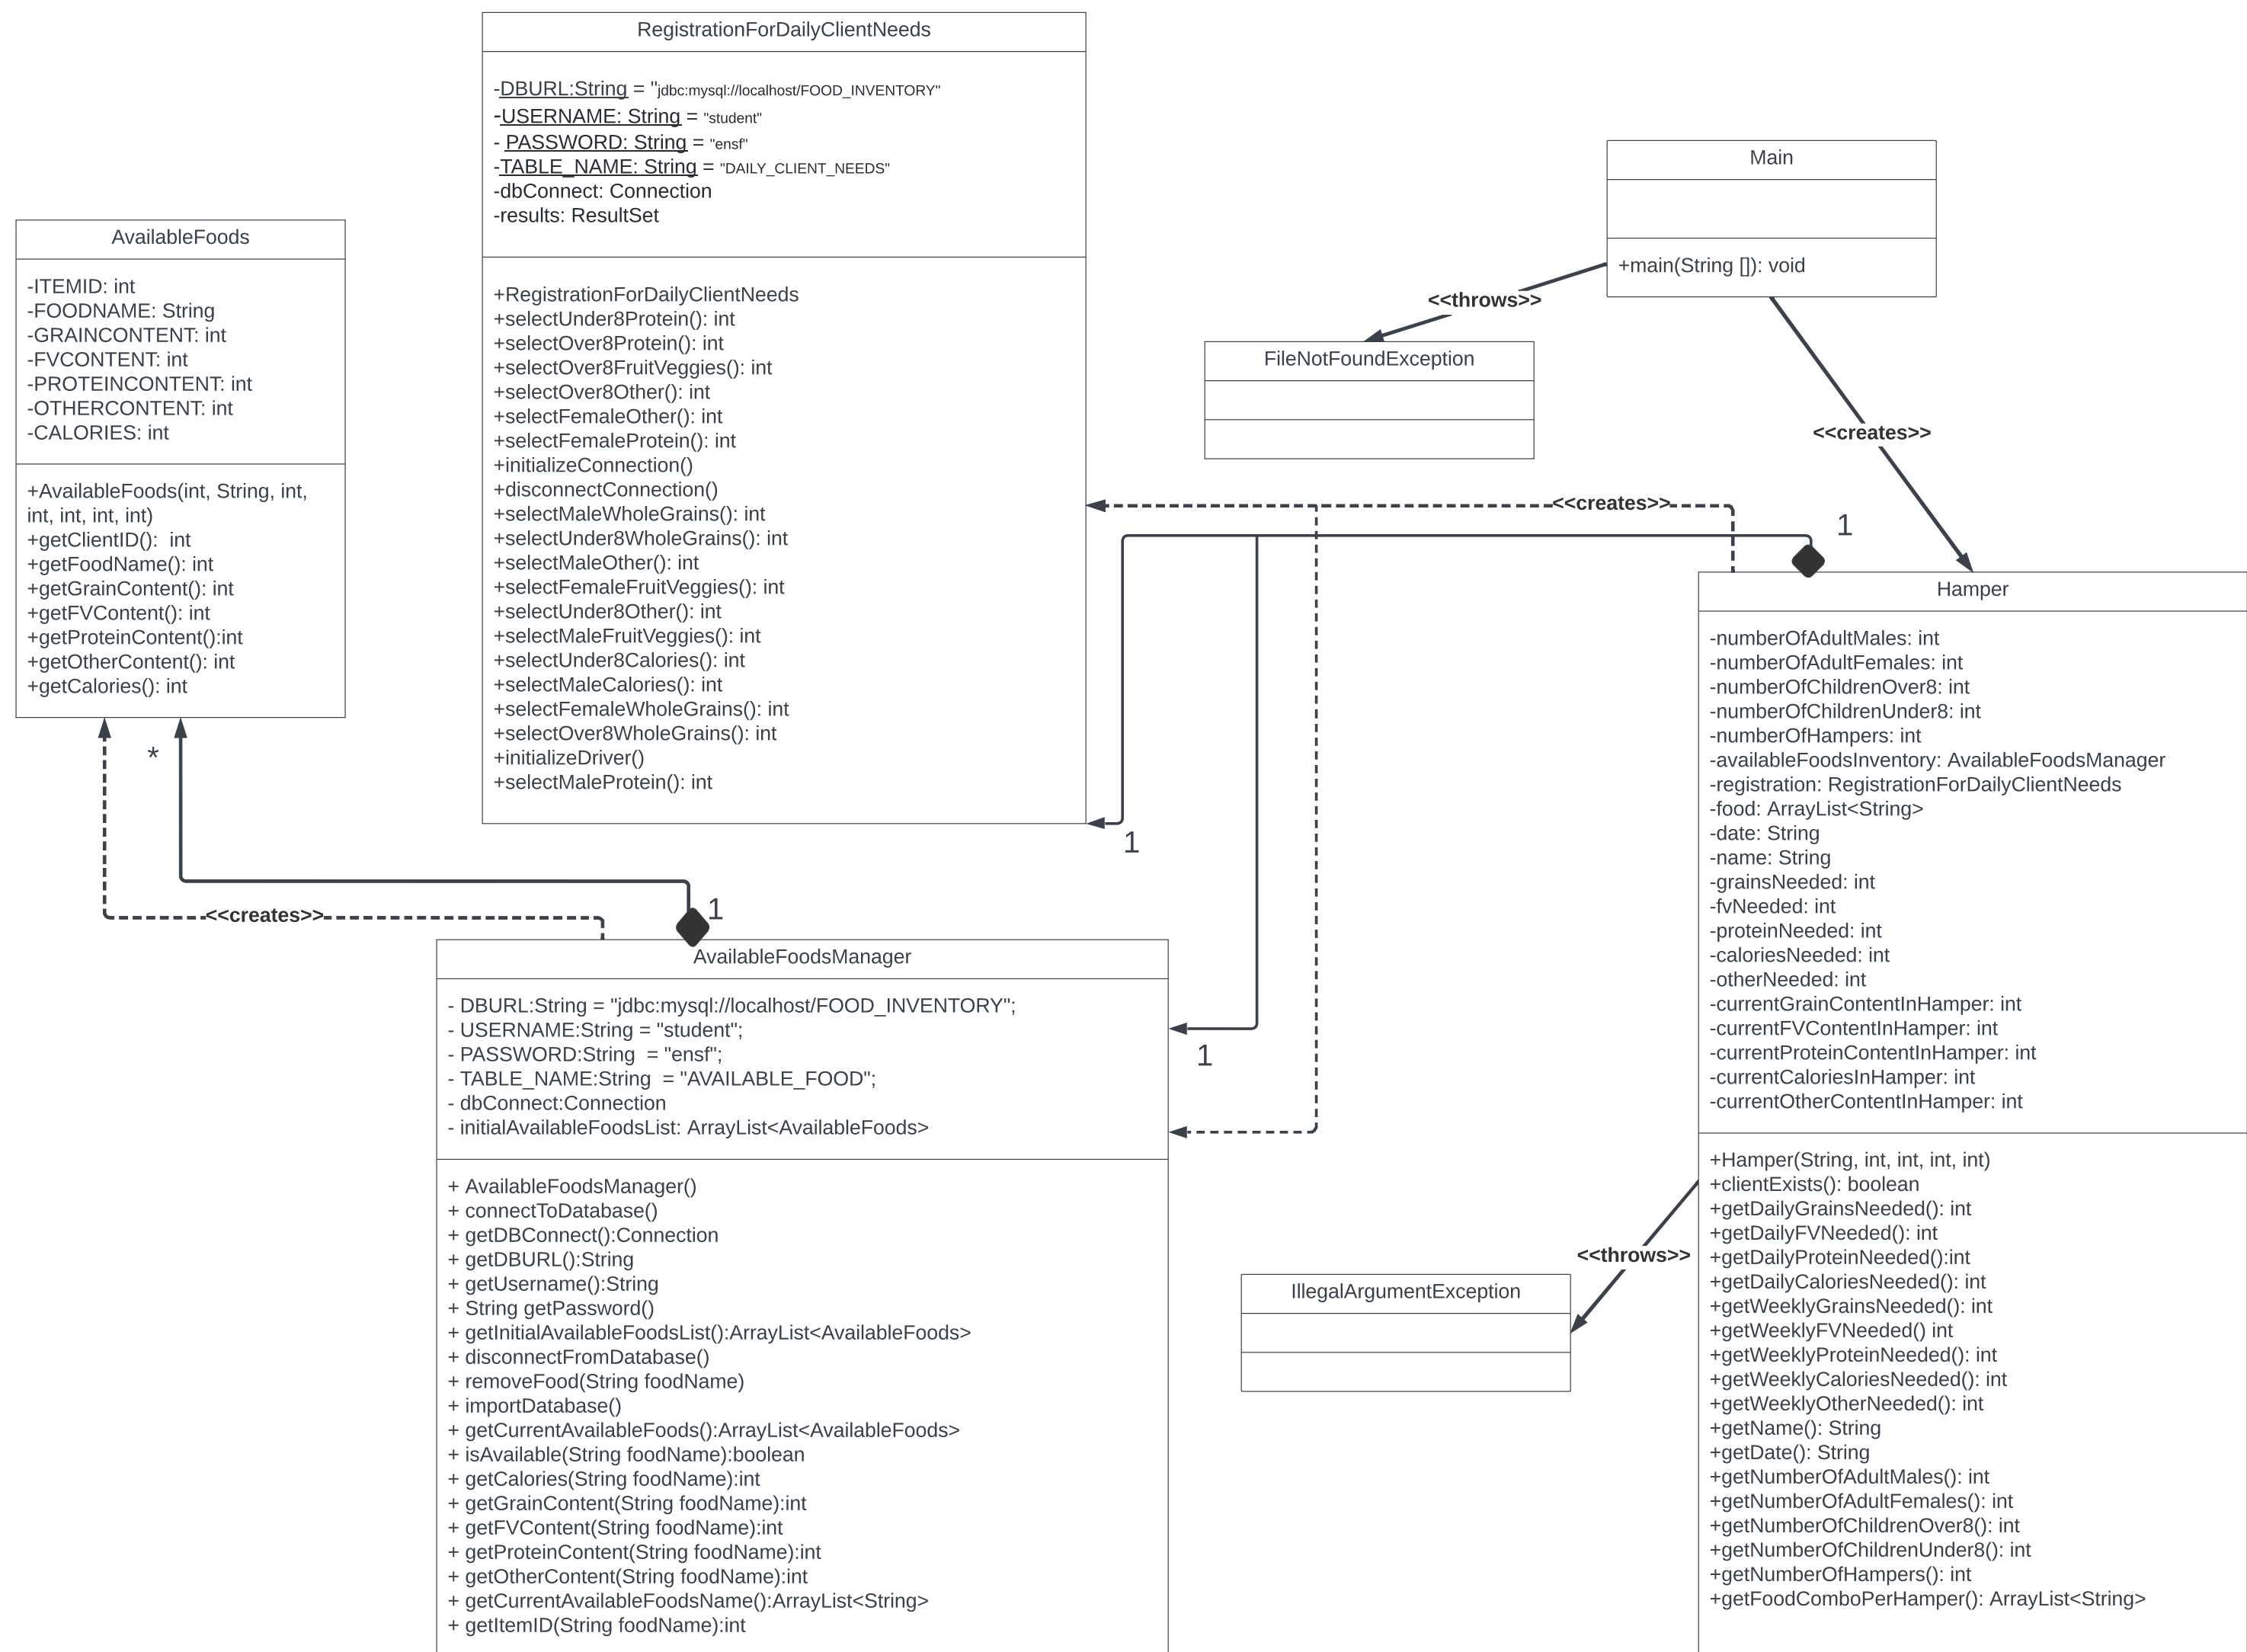 RegistrationForDailyClientNeeds
-DBURL:String = "jdbc:mysql://localhost/FOOD_INVENTORY"
-USERNAME: String = "student"
- PASSWORD: String = "ensf"
-TABLE_NAME: String = "DAILY_CLIENT_NEEDS"
-dbConnect: Connection
-results: ResultSet
+RegistrationForDailyClientNeeds
+selectUnder8Protein(): int
+selectOver8Protein(): int
+selectOver8FruitVeggies(): int
+selectOver8Other(): int
+selectFemaleOther(): int
+selectFemaleProtein(): int
+initializeConnection()
+disconnectConnection()
+selectMaleWholeGrains(): int
+selectUnder8WholeGrains(): int
+selectMaleOther(): int
+selectFemaleFruitVeggies(): int
+selectUnder8Other(): int
+selectMaleFruitVeggies(): int
+selectUnder8Calories(): int
+selectMaleCalories(): int
+selectFemaleWholeGrains(): int
+selectOver8WholeGrains(): int
+initializeDriver()
+selectMaleProtein(): int
Main
+main(String []): void
<<throws>>
FileNotFoundException
<<creates>>
AvailableFoods
-ITEMID: int
-FOODNAME: String
-GRAINCONTENT: int
-FVCONTENT: int
-PROTEINCONTENT: int
-OTHERCONTENT: int
-CALORIES: int
+AvailableFoods(int, String, int,
int, int, int, int)
+getClientID():  int
+getFoodName(): int
+getGrainContent(): int
+getFVContent(): int
+getProteinContent():int
+getOtherContent(): int
+getCalories(): int
<<creates>>
1
1
*
<<creates>>
1
1
Hamper
-numberOfAdultMales: int
-numberOfAdultFemales: int
-numberOfChildrenOver8: int
-numberOfChildrenUnder8: int
-numberOfHampers: int
-availableFoodsInventory: AvailableFoodsManager
-registration: RegistrationForDailyClientNeeds
-food: ArrayList<String>
-date: String
-name: String
-grainsNeeded: int
-fvNeeded: int
-proteinNeeded: int
-caloriesNeeded: int
-otherNeeded: int
-currentGrainContentInHamper: int
-currentFVContentInHamper: int
-currentProteinContentInHamper: int
-currentCaloriesInHamper: int
-currentOtherContentInHamper: int
+Hamper(String, int, int, int, int)
+clientExists(): boolean
+getDailyGrainsNeeded(): int
+getDailyFVNeeded(): int
+getDailyProteinNeeded():int
+getDailyCaloriesNeeded(): int
+getWeeklyGrainsNeeded(): int
+getWeeklyFVNeeded() int
+getWeeklyProteinNeeded(): int
+getWeeklyCaloriesNeeded(): int
+getWeeklyOtherNeeded(): int
+getName(): String
+getDate(): String
+getNumberOfAdultMales(): int
+getNumberOfAdultFemales(): int
+getNumberOfChildrenOver8(): int
+getNumberOfChildrenUnder8(): int
+getNumberOfHampers(): int
+getFoodComboPerHamper(): ArrayList<String>
AvailableFoodsManager
- DBURL:String = "jdbc:mysql://localhost/FOOD_INVENTORY";
- USERNAME:String = "student";
- PASSWORD:String  = "ensf";
- TABLE_NAME:String  = "AVAILABLE_FOOD";
- dbConnect:Connection
- initialAvailableFoodsList: ArrayList<AvailableFoods>
+ AvailableFoodsManager()
+ connectToDatabase()
+ getDBConnect():Connection
+ getDBURL():String
+ getUsername():String
+ String getPassword()
+ getInitialAvailableFoodsList():ArrayList<AvailableFoods>
+ disconnectFromDatabase()
+ removeFood(String foodName)
+ importDatabase()
+ getCurrentAvailableFoods():ArrayList<AvailableFoods>
+ isAvailable(String foodName):boolean
+ getCalories(String foodName):int
+ getGrainContent(String foodName):int
+ getFVContent(String foodName):int
+ getProteinContent(String foodName):int
+ getOtherContent(String foodName):int
+ getCurrentAvailableFoodsName():ArrayList<String>
+ getItemID(String foodName):int
<<throws>>
IllegalArgumentException